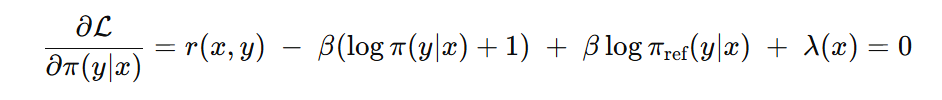 ∂ℒ/∂π(y|x) = r(x, y) − β(log π(y|x) + 1) + β log π_ref(y|x) + λ(x) = 0